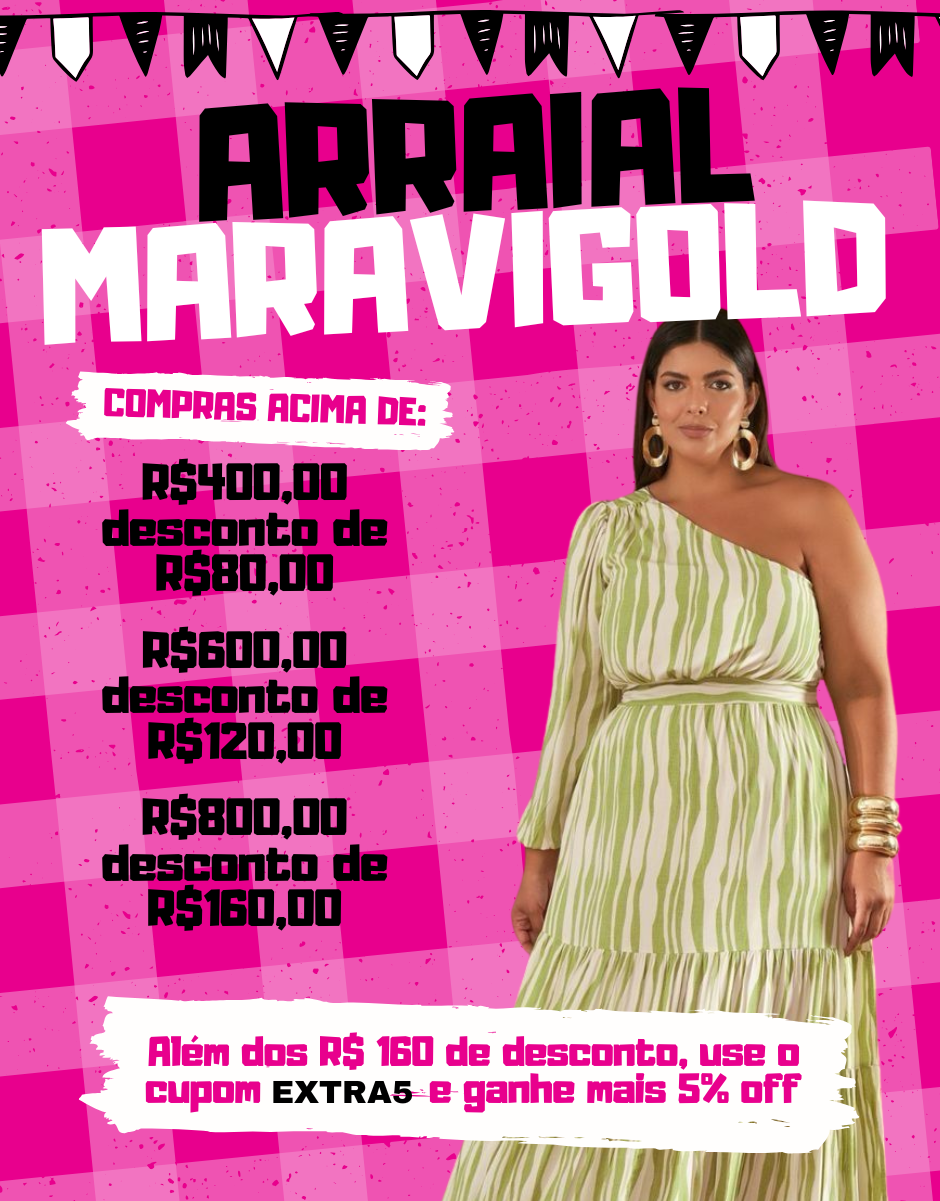 ARRAIAL
MARAVIGOLD
COMPRAS ACIMA DE:
R$400,00
desconto de
R$80,00
R$600,00
desconto de
R$120,00
R$800,00
desconto de
R$160,00
Além dos R$ 160 de desconto, use o
cupom EXTRA5 e ganhe mais 5% off